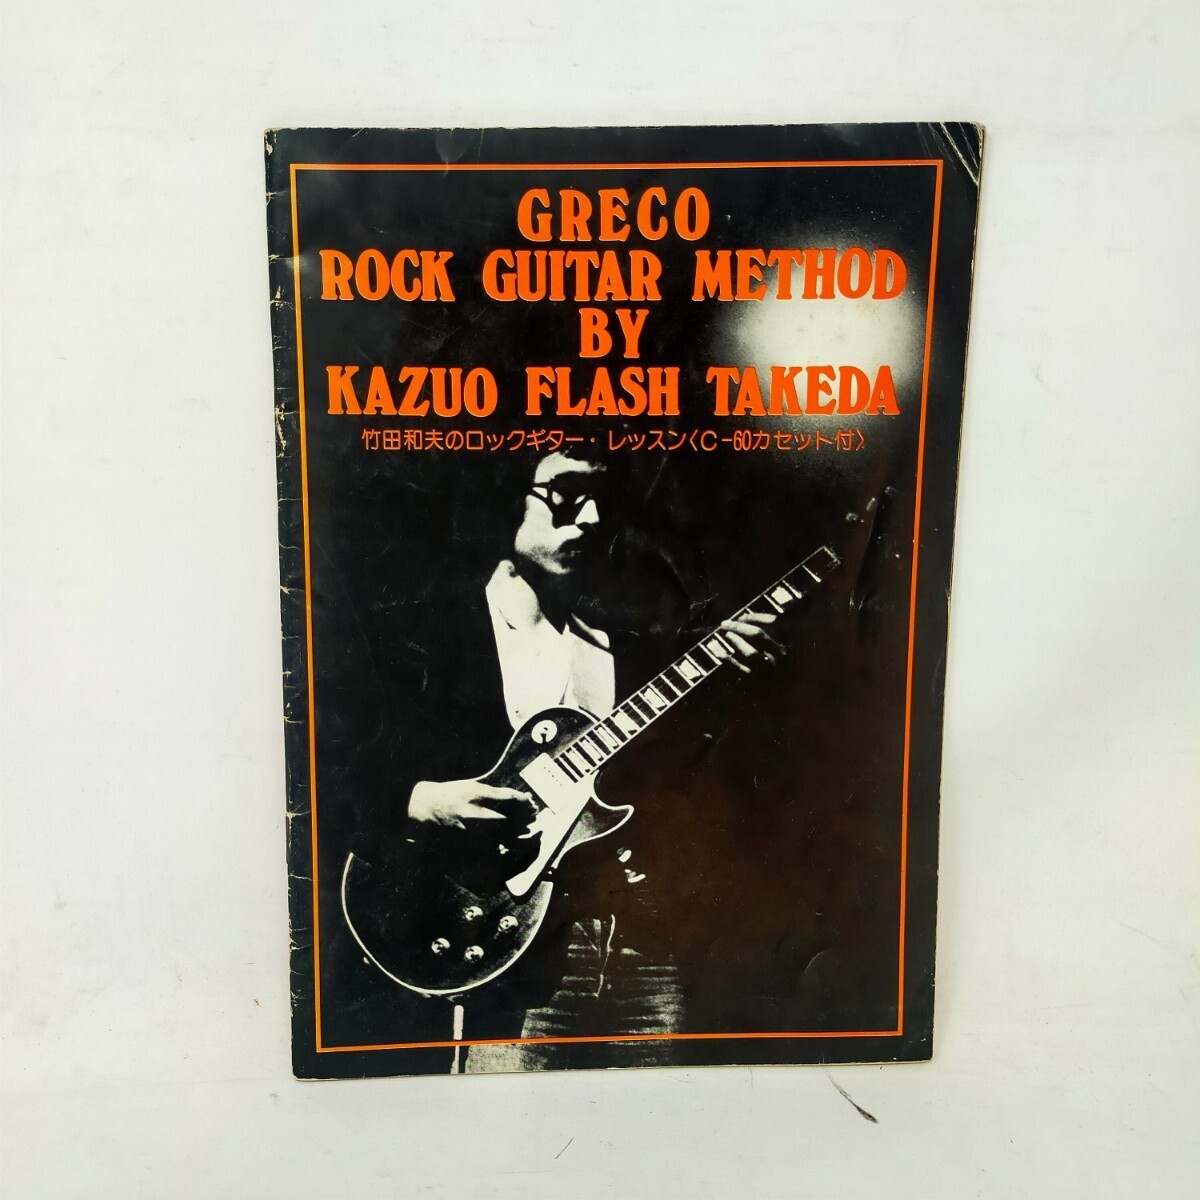 GRECO
ROCK GUITAR METHOD
BY
KAZUO FLASH TAKEDA
竹田和夫のロックギター・レッスン〈C-60カセット付〉